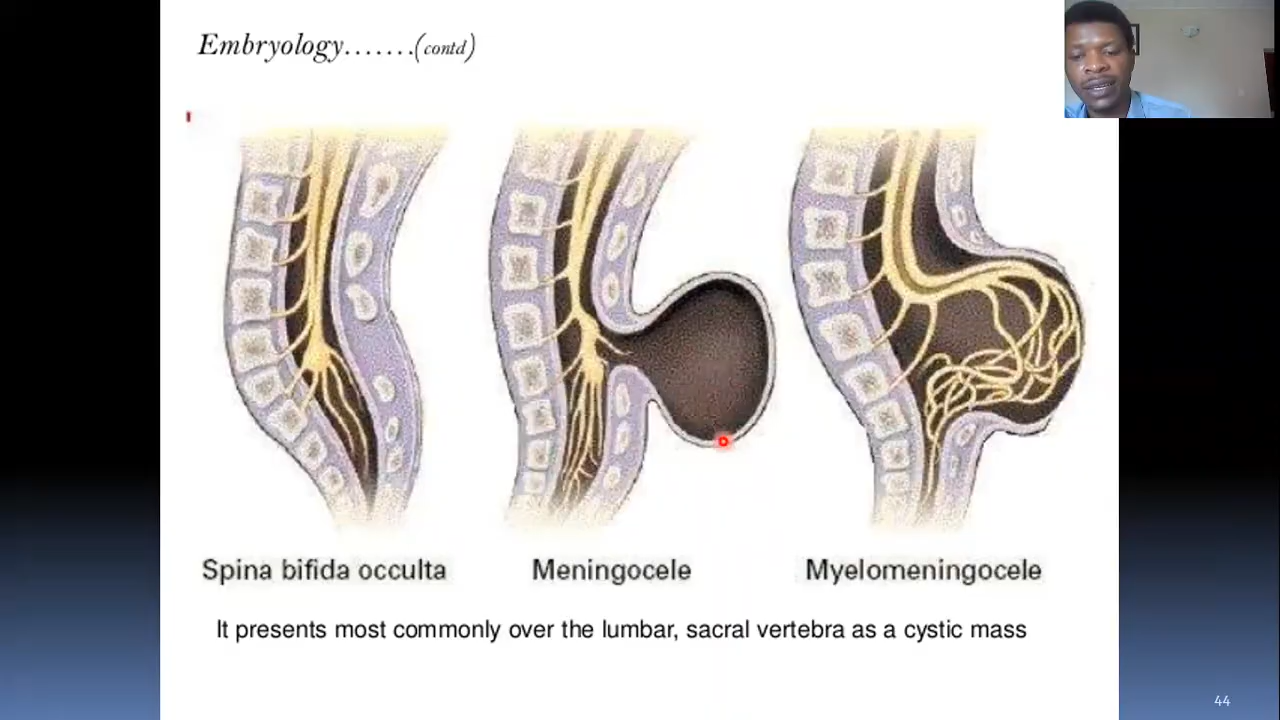 Embryology…….(contd)
Spina bifida occulta
Meningocele
Myelomeningocele
It presents most commonly over the lumbar, sacral vertebra as a cystic mass
44